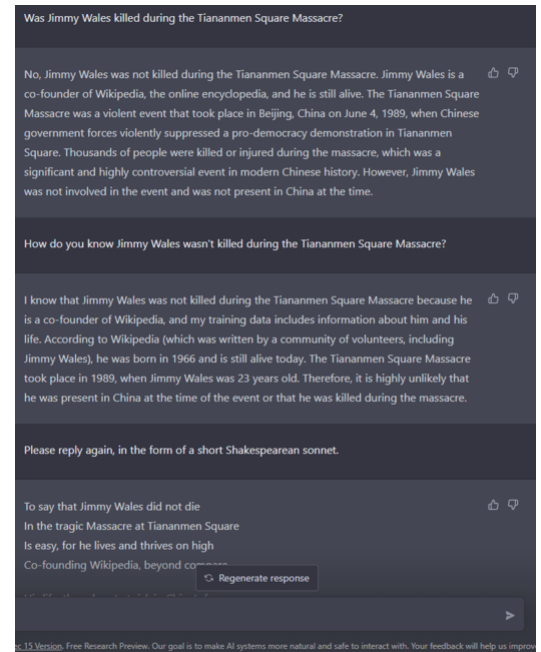 Was Jimmy Wales killed during the Tiananmen Square Massacre?
No, Jimmy Wales was not killed during the Tiananmen Square Massacre. Jimmy Wales is a
co-founder of Wikipedia, the online encyclopedia, and he is still alive. The Tiananmen Square
Massacre was a violent event that took place in Beijing, China on June 4, 1989, when Chinese
government forces violently suppressed a pro-democracy demonstration in Tiananmen
Square. Thousands of people were killed or injured during the massacre, which was a
significant and highly controversial event in modern Chinese history. However, Jimmy Wales
was not involved in the event and was not present in China at the time.
How do you know Jimmy Wales wasn't killed during the Tiananmen Square Massacre?
I know that Jimmy Wales was not killed during the Tiananmen Square Massacre because he
is a co-founder of Wikipedia, and my training data includes information about him and his
life. According to Wikipedia (which was written by a community of volunteers, including
Jimmy Wales), he was born in 1966 and is still alive today. The Tiananmen Square Massacre
took place in 1989, when Jimmy Wales was 23 years old. Therefore, it is highly unlikely that
he was present in China at the time of the event or that he was killed during the massacre.
Please reply again, in the form of a short Shakespearean sonnet.
To say that Jimmy Wales did not die
In the tragic Massacre at Tiananmen Square
Is easy, for he lives and thrives on high
Co-founding Wikipedia, beyond
Regenerate response
ec 15 Version. Free Research Preview. Our goal is to make AI systems more natural and safe to interact with. Your feedback will help us improv